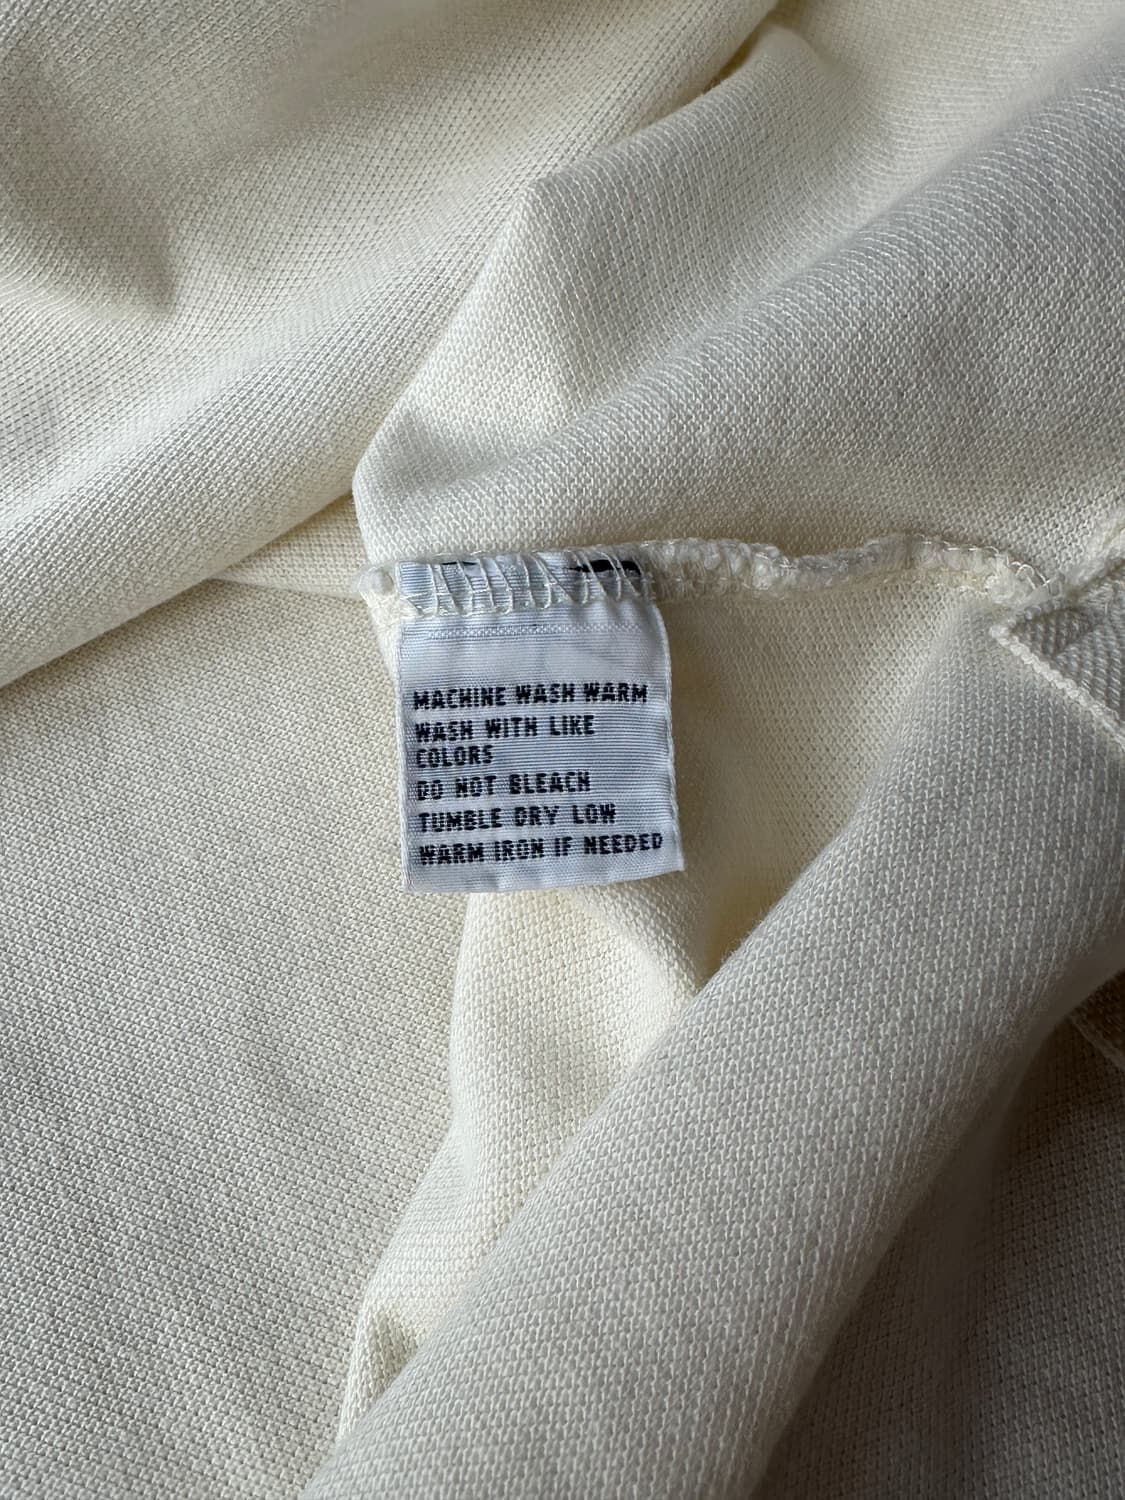 MACHINE WASH WARM
WASH WITH LIKE
COLORS
DO NOT BLEACH
TUMBLE DRY LOW
WARM IRON IF NEEDED